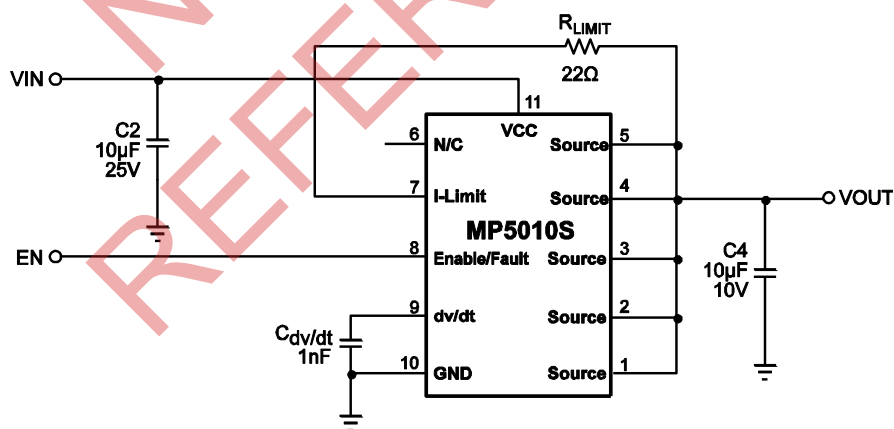 N
REFER
R_LIMIT
22Ω
VIN
11
VCC
C2
10µF
25V
6
N/C
Source
5
7
I-Limit
Source
4
VOUT
MP5010S
EN
8
Enable/Fault
Source
3
C4
10µF
10V
9
dv/dt
Source
2
Cdv/dt
1nF
10
GND
Source
1